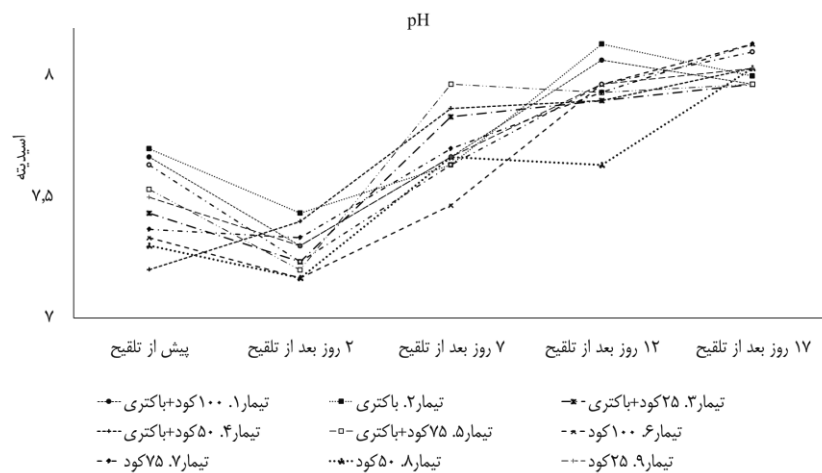 pH
۸
۷,۵
۷
اسیدیته
پیش از تلقیح
۲ روز بعد از تلقیح
۷ روز بعد از تلقیح
۱۲ روز بعد از تلقیح
۱۷ روز بعد از تلقیح
تیمار۱. ۱۰۰کود+باکتری
تیمار۲. باکتری
تیمار۳. ۲۵کود+باکتری
تیمار۴. ۵۰کود+باکتری
تیمار۵. ۷۵کود+باکتری
تیمار۶. ۱۰۰کود
تیمار۷. ۷۵کود
تیمار۸. ۵۰کود
تیمار۹. ۲۵کود